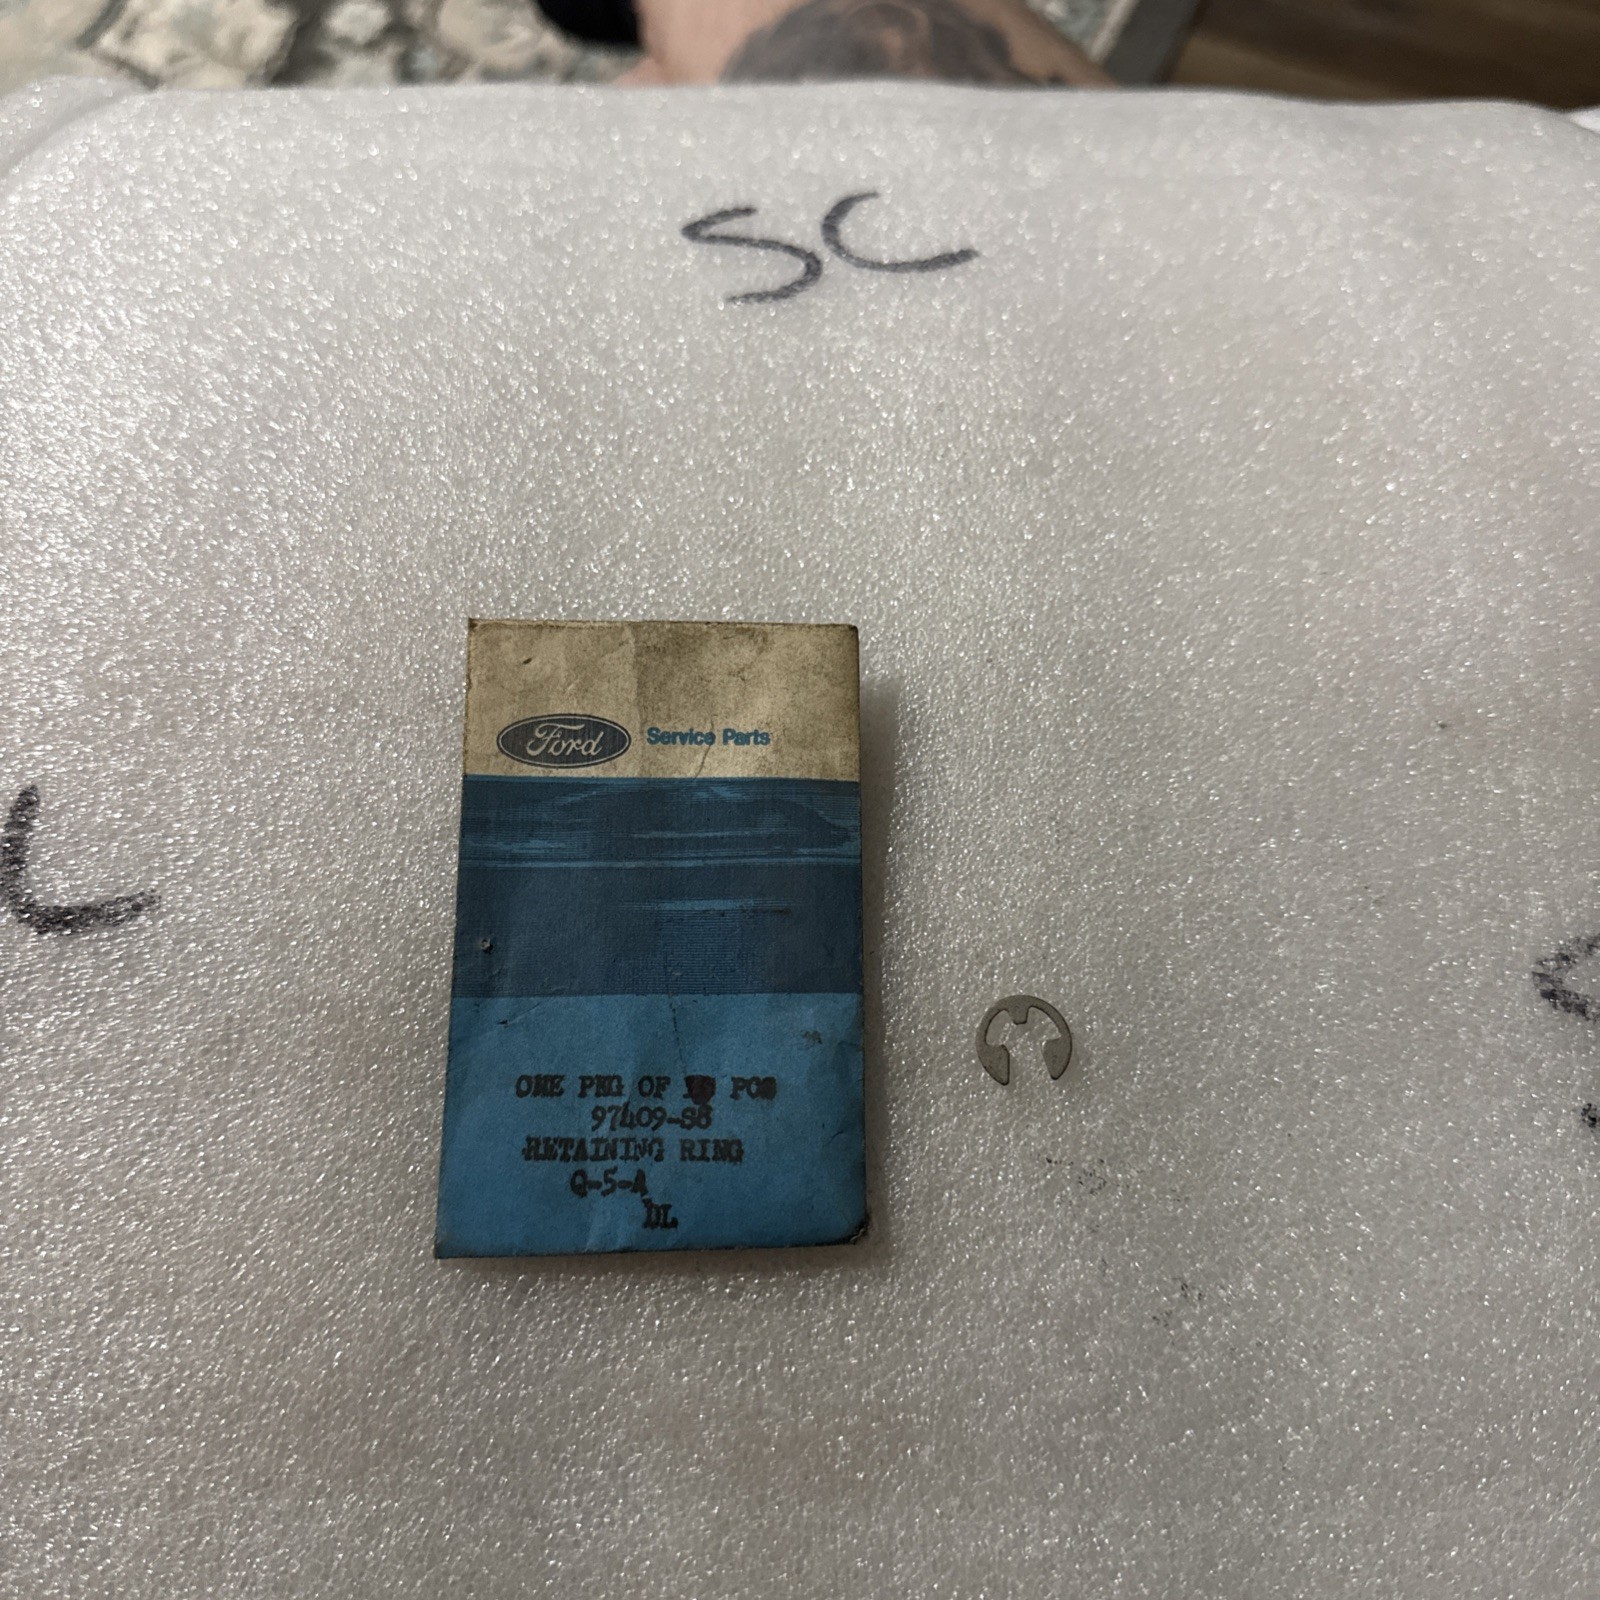 SC
Ford Service Parts
ONE PKG OF PCS
97409-S8
RETAINING RING
Q-5-A
DL